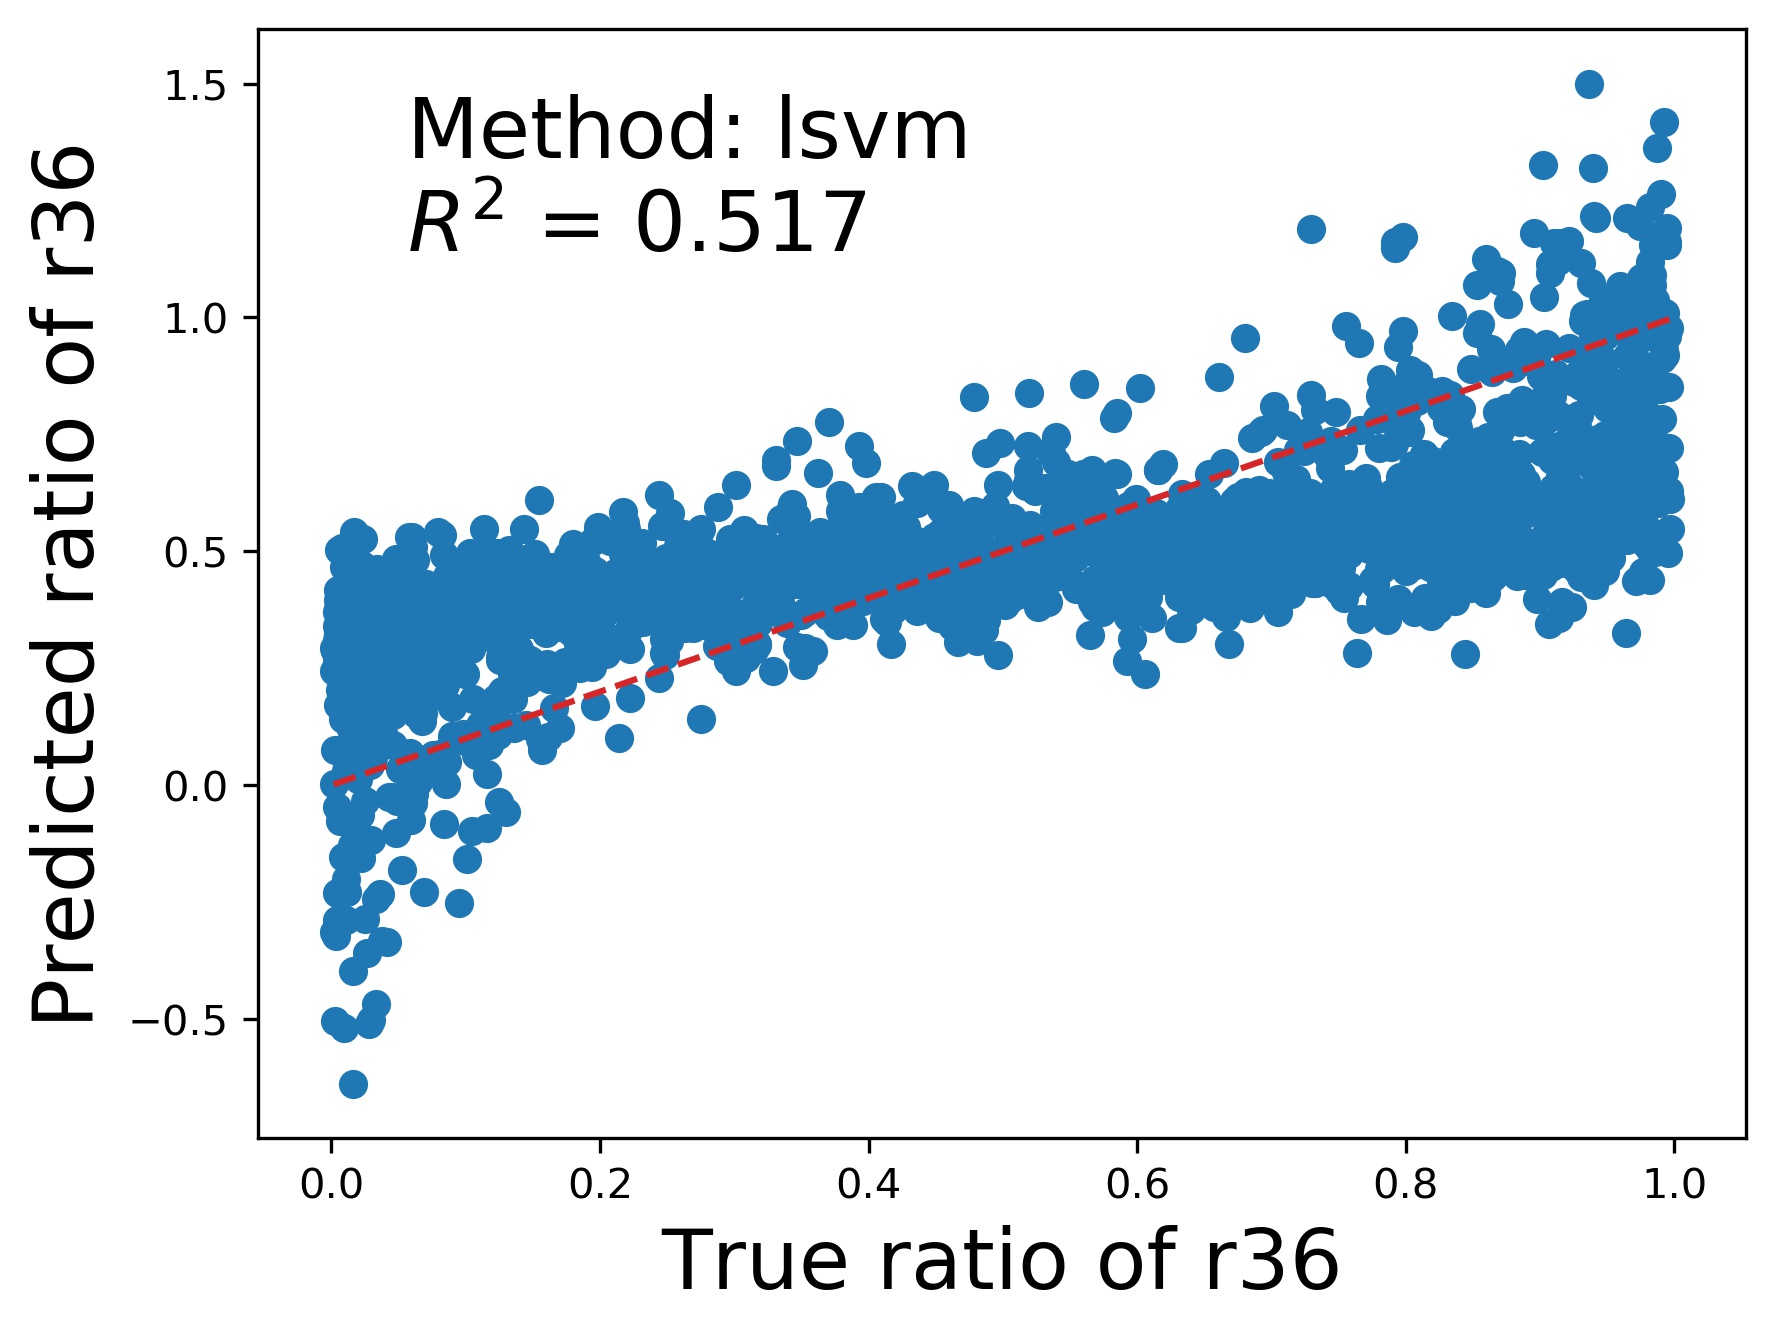 Method: lsvm
R² = 0.517
Predicted ratio of r36
1.5
1.0
0.5
0.0
−0.5
0.0 0.2 0.4 0.6 0.8 1.0
True ratio of r36